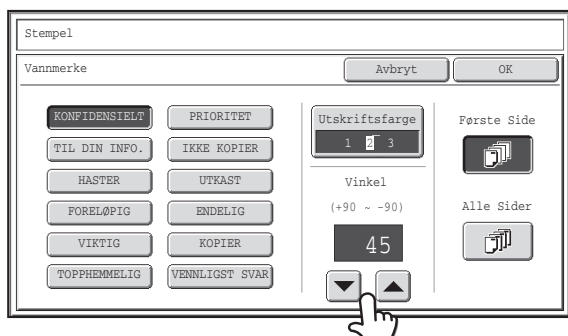 Stempel
Vannmerke
Avbryt
OK
KONFIDENSIELT
PRIORITET
TIL DIN INFO.
IKKE KOPIER
HASTER
UTKAST
FORELØPIG
ENDELIG
VIKTIG
KOPIER
TOPPHEMMELIG
VENNLIGST SVAR
Utskriftsfarge
1 2 3
Vinkel
(+90 ~ -90)
45
Første Side
Alle Sider